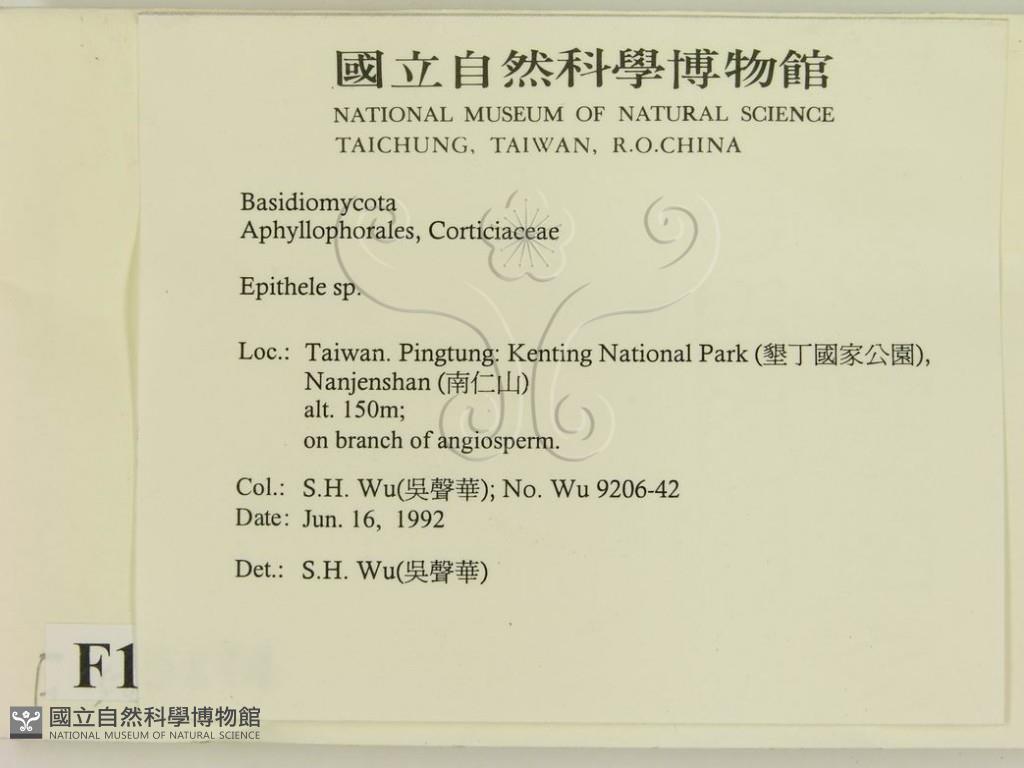 國立自然科學博物館
NATIONAL MUSEUM OF NATURAL SCIENCE
TAICHUNG, TAIWAN, R.O.CHINA
Basidiomycota
Aphyllophorales, Corticiaceae
Epithele sp.
Loc.: Taiwan. Pingtung: Kenting National Park (墾丁國家公園),
Nanjenshan (南仁山)
alt. 150m;
on branch of angiosperm.
Col.: S.H. Wu(吳聲華); No. Wu 9206-42
Date: Jun. 16, 1992
Det.: S.H. Wu(吳聲華)
F1
國立自然科學博物館
NATIONAL MUSEUM OF NATURAL SCIENCE